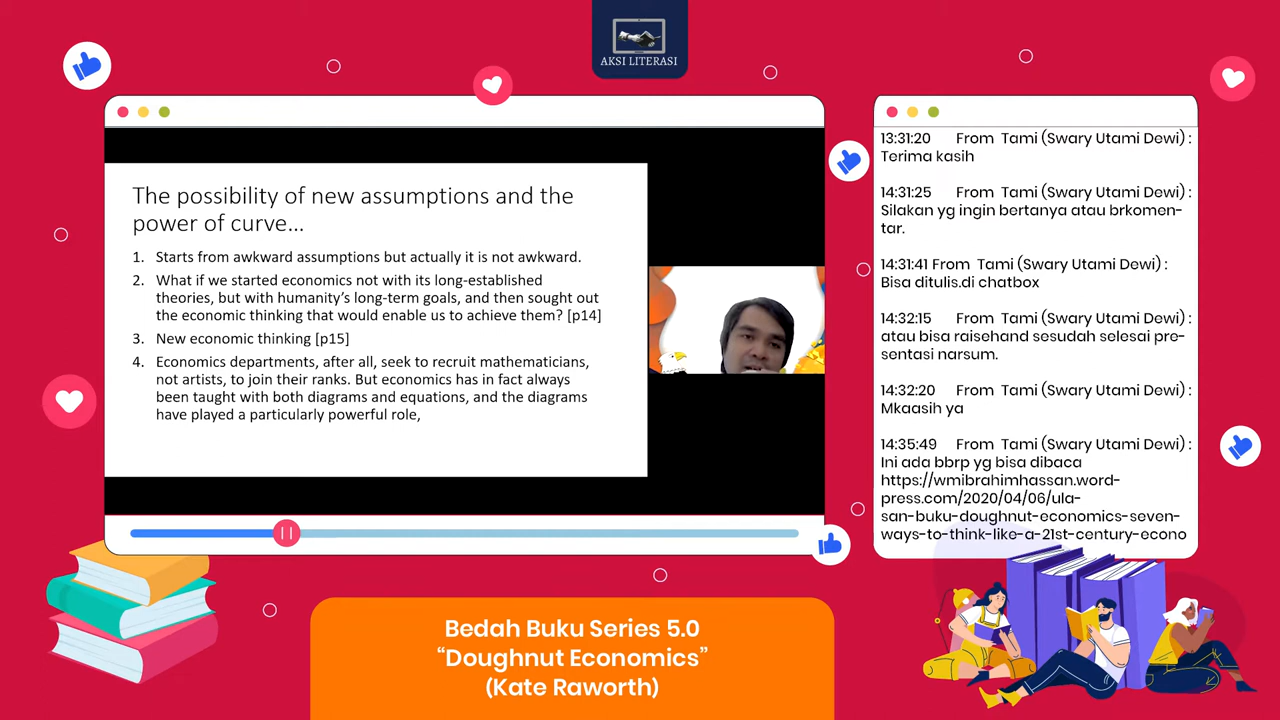 AKSI LITERASI
The possibility of new assumptions and the
power of curve...
1. Starts from awkward assumptions but actually it is not awkward.
2. What if we started economics not with its long-established
theories, but with humanity's long-term goals, and then sought out
the economic thinking that would enable us to achieve them? [p14]
3. New economic thinking [p15]
4. Economics departments, after all, seek to recruit mathematicians,
not artists, to join their ranks. But economics has in fact always
been taught with both diagrams and equations, and the diagrams
have played a particularly powerful role,
13:31:20 From Tami (Swary Utami Dewi) :
Terima kasih
14:31:25 From Tami (Swary Utami Dewi) :
Silakan yg ingin bertanya atau brkomen-
tar.
14:31:41 From Tami (Swary Utami Dewi) :
Bisa ditulis.di chatbox
14:32:15 From Tami (Swary Utami Dewi) :
atau bisa raisehand sesudah selesai pre-
sentasi narsum.
14:32:20 From Tami (Swary Utami Dewi) :
Mkaasih ya
14:35:49 From Tami (Swary Utami Dewi) :
Ini ada bbrp yg bisa dibaca
https://wmibrahimhassan.word-
press.com/2020/04/06/ula-
san-buku-doughnut-economics-seven-
ways-to-think-like-a-21st-century-econo
Bedah Buku Series 5.0
“Doughnut Economics”
(Kate Raworth)